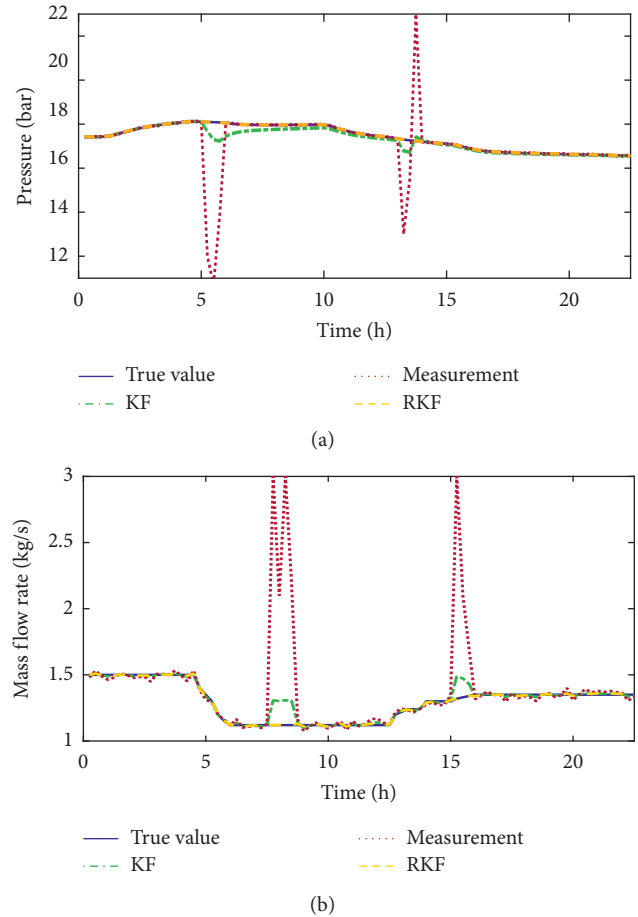 22
20
18
16
14
12
Pressure (bar)
0 5 10 15 20
Time (h)
True value Measurement
KF RKF
(a)
3
2.5
2
1.5
1
Mass flow rate (kg/s)
0 5 10 15 20
Time (h)
True value Measurement
KF RKF
(b)